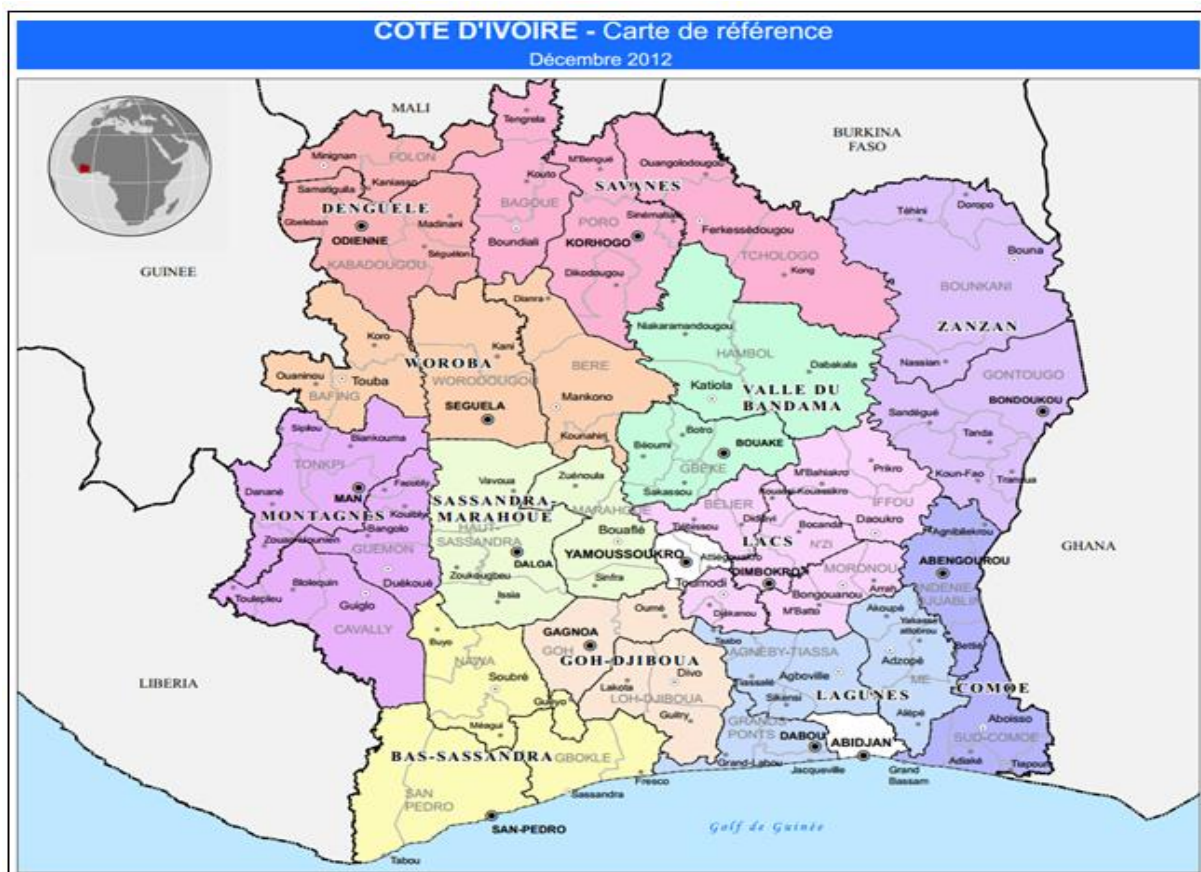 COTE D'IVOIRE - Carte de référence
Décembre 2012
MALI
BURKINA
FASO
GUINEE
LIBERIA
GHANA
Golf de Guinée
Tengrela
Minignan
FOLON
Samatiguila
Kaniasso
DENGUELE
Gbeleban
ODIENNE
Madinani
Séguélon
KABADOUGOU
Kouto
BAGOUE
Boundiali
M'Bengué
Ouangolodougou
SAVANES
PORO
Sinématiali
KORHOGO
Ferkessédougou
Dikodougou
TCHOLOGO
Kong
Téhini
Doropo
Bouna
BOUNKANI
ZANZAN
Nassian
GONTOUGO
BONDOUKOU
Sandégué
Tanda
Koun-Fao
Transua
Dianra
Koro
Kani
WOROBA
BERE
Ouaninou
Touba
WORODOUGOU
BAFING
Mankono
SEGUELA
Kounahiri
Niakaramandougou
HAMBOL
Dabakala
Katiola
VALLE DU
BANDAMA
Botro
Béoumi
BOUAKE
GBEKE
Sakassou
Sipilou
Biankouma
TONKPI
Danané
MAN
Facobly
MONTAGNES
Kouibly
Bangolo
Zouan-Hounien
GUEMON
Blolequin
Duékoué
Toulepleu
Guiglo
CAVALLY
Vavoua
Zuénoula
SASSANDRA-
MARAHOUE
MARAHOUE
HAUT-
SASSANDRA
Bouaflé
DALOA
Zoukougbeu
Sinfra
Issia
YAMOUSSOUKRO
Attiégouakro
M'Bahiakro
Prikro
IFFOU
BELIER
Kouassi-Kouassikro
Tiébissou
Didiévi
Bocanda
Daoukro
LACS
N'ZI
DIMBOKRO
MORONOU
Toumodi
Bongouanou
Arrah
Djékanou
M'Batto
Agnibilekrou
ABENGOUROU
INDENIE-
DJUABLIN
Bettié
COMOE
Aboisso
SUD-COMOE
Adiaké
Tiapoum
Grand
Bassam
Akoupé
Yakasse
attobrou
Adzopé
ME
Alépé
Taabo
AGNEBY-TIASSA
Tiassalé
Agboville
Sikensi
LAGUNES
GRANDS
PONTS
DABOU
ABIDJAN
Grand-Lahou
Jacqueville
Oumé
GAGNOA
GOH
GOH-DJIBOUA
Divo
Lakota
LOH-DJIBOUA
Guitry
Buyo
NAWA
Soubré
Guéyo
Méagui
BAS-SASSANDRA
GBOKLE
Fresco
SAN
PEDRO
Sassandra
SAN-PEDRO
Tabou